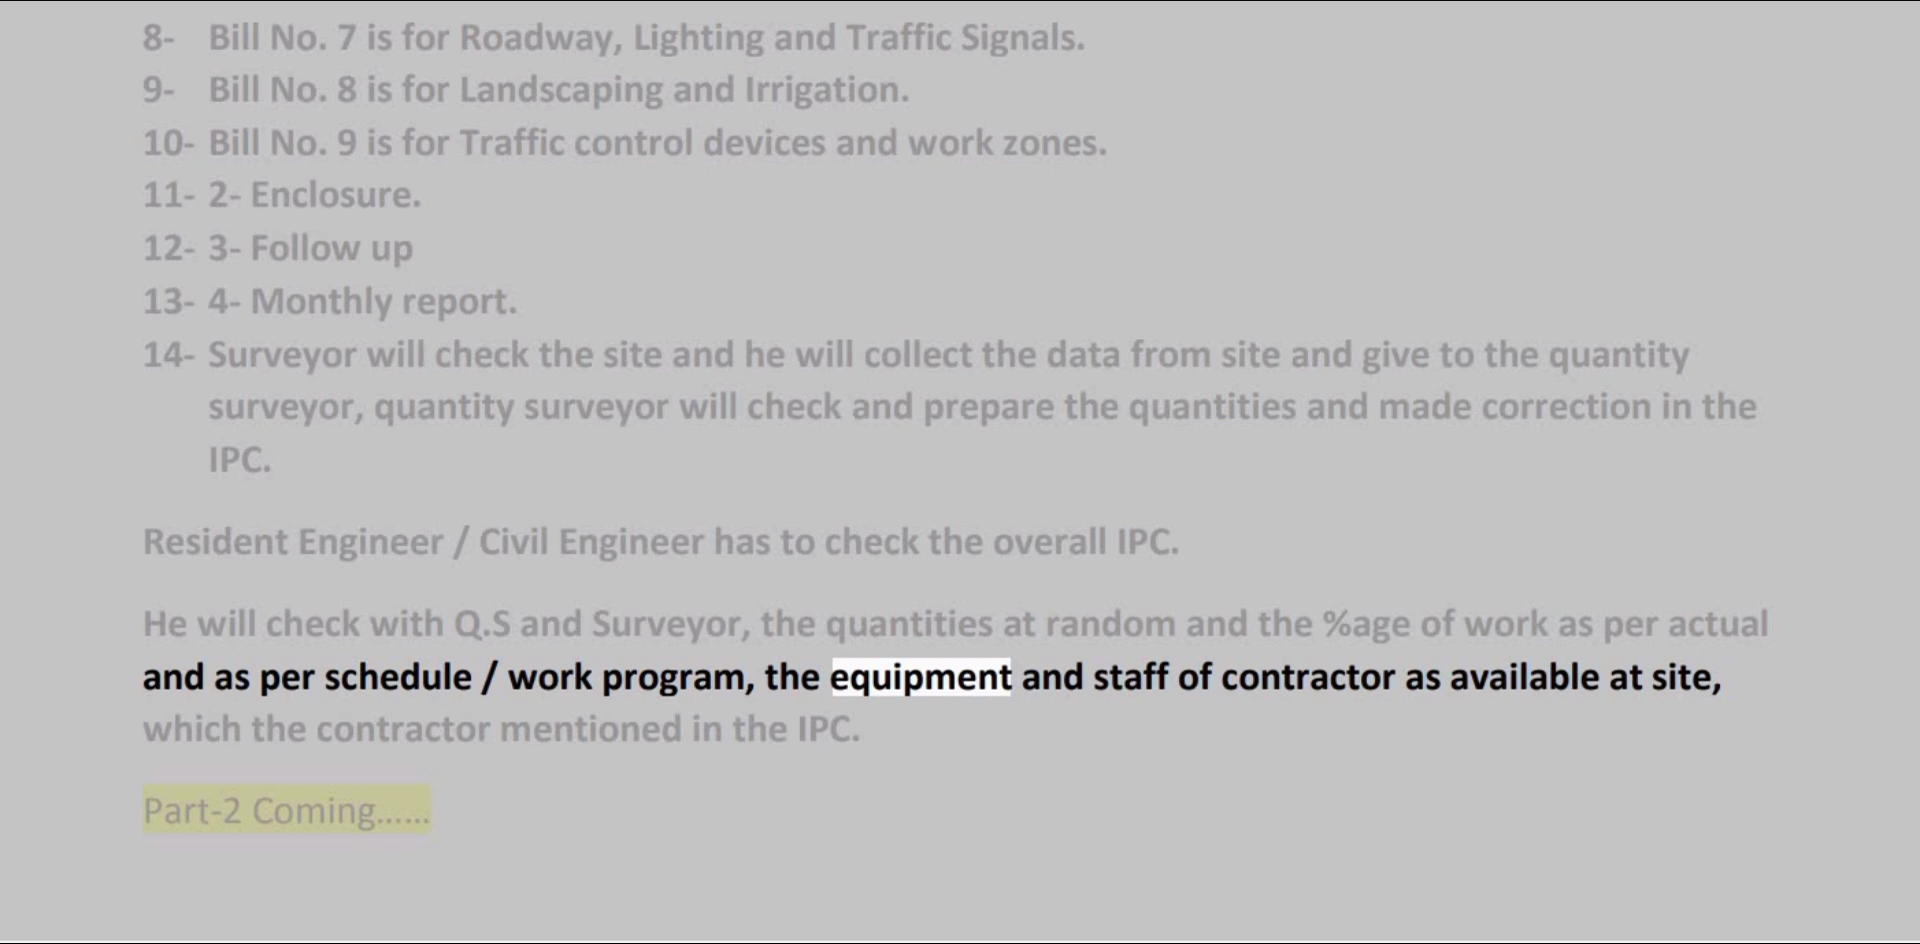 8- Bill No. 7 is for Roadway, Lighting and Traffic Signals.
9- Bill No. 8 is for Landscaping and Irrigation.
10- Bill No. 9 is for Traffic control devices and work zones.
11- 2- Enclosure.
12- 3- Follow up
13- 4- Monthly report.
14- Surveyor will check the site and he will collect the data from site and give to the quantity
surveyor, quantity surveyor will check and prepare the quantities and made correction in the
IPC.
Resident Engineer / Civil Engineer has to check the overall IPC.
He will check with Q.S and Surveyor, the quantities at random and the %age of work as per actual
and as per schedule / work program, the equipment and staff of contractor as available at site,
which the contractor mentioned in the IPC.
Part-2 Coming......